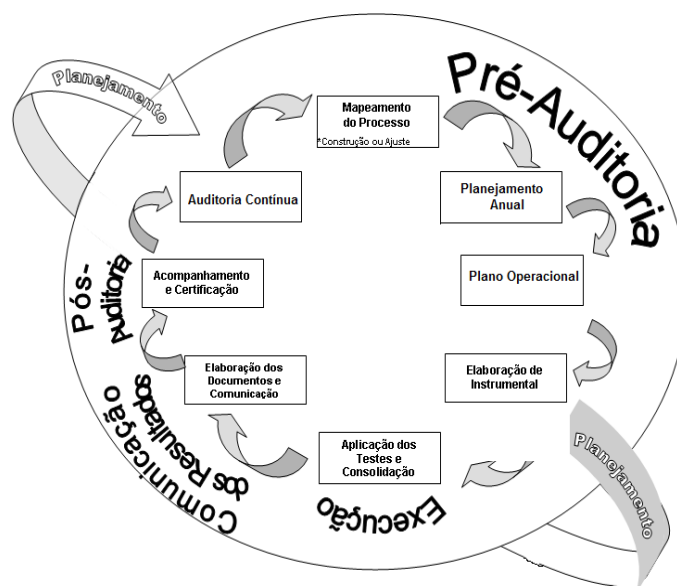 Planejamento
Pré-Auditoria
Mapeamento
do Processo
*Construção ou Ajuste
Planejamento
Anual
Plano Operacional
Elaboração de
Instrumental
Planejamento
Aplicação dos
Testes e
Consolidação
Execução
Elaboração dos
Documentos e
Comunicação
Comunicação
dos Resultados
Acompanhamento
e Certificação
Pós-
Auditoria
Auditoria Contínua